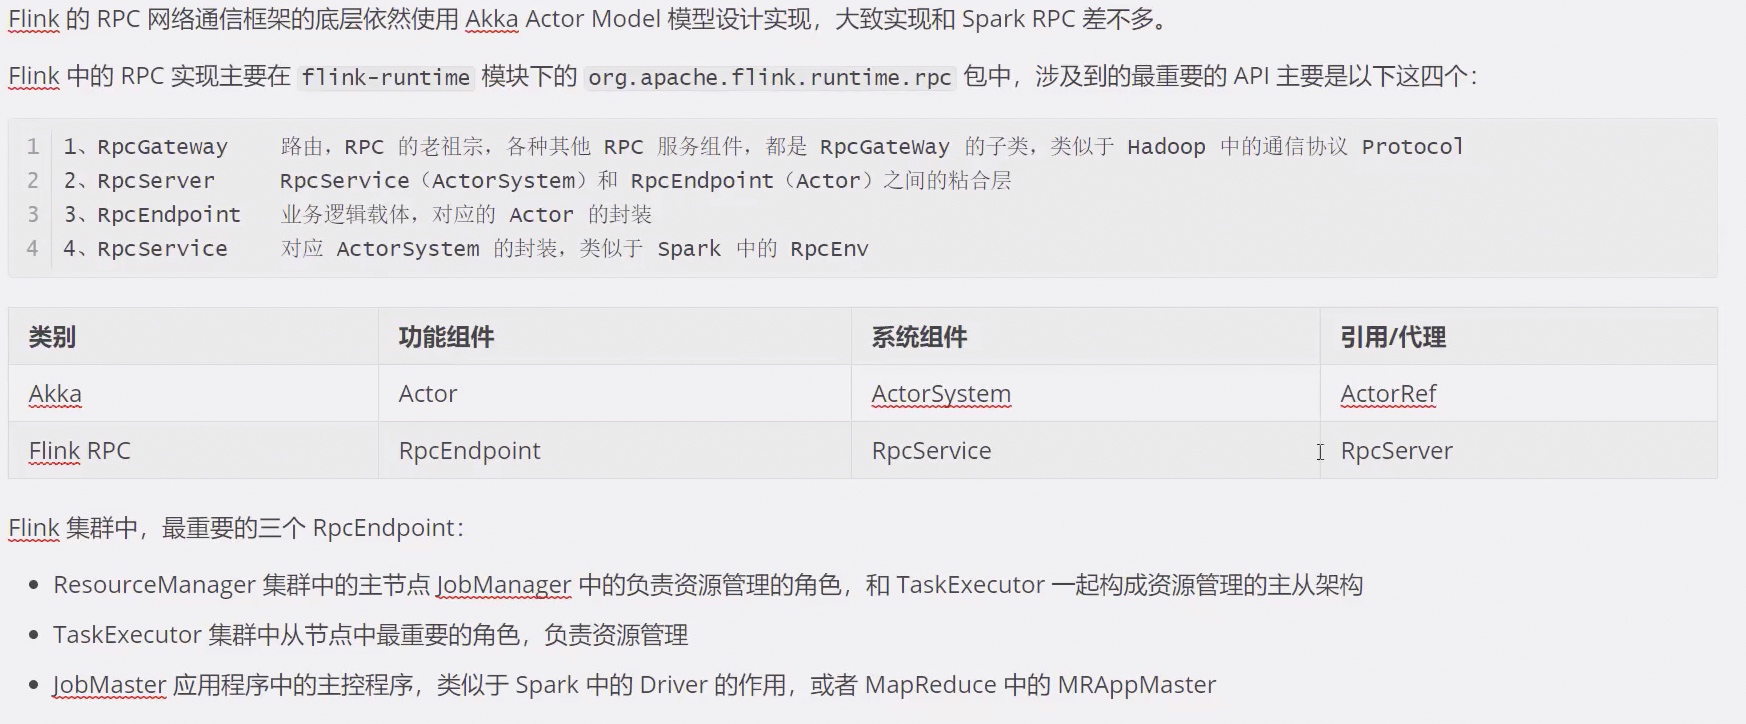 Flink 的 RPC 网络通信框架的底层依然使用 Akka Actor Model 模型设计实现，大致实现和 Spark RPC 差不多。
Flink 中的 RPC 实现主要在 flink-runtime 模块下的 org.apache.flink.runtime.rpc 包中，涉及到的最重要的 API 主要是以下这四个：
1 1、RpcGateway 路由，RPC 的老祖宗，各种其他 RPC 服务组件，都是 RpcGateWay 的子类，类似于 Hadoop 中的通信协议 Protocol
2 2、RpcServer RpcService（ActorSystem）和 RpcEndpoint（Actor）之间的粘合层
3 3、RpcEndpoint 业务逻辑载体，对应的 Actor 的封装
4 4、RpcService 对应 ActorSystem 的封装，类似于 Spark 中的 RpcEnv
类别 功能组件 系统组件 引用/代理
Akka Actor ActorSystem ActorRef
Flink RPC RpcEndpoint RpcService RpcServer
Flink 集群中，最重要的三个 RpcEndpoint：
• ResourceManager 集群中的主节点 JobManager 中的负责资源管理的角色，和 TaskExecutor 一起构成资源管理的主从架构
• TaskExecutor 集群中从节点中最重要的角色，负责资源管理
• JobMaster 应用程序中的主控程序，类似于 Spark 中的 Driver 的作用，或者 MapReduce 中的 MRAppMaster